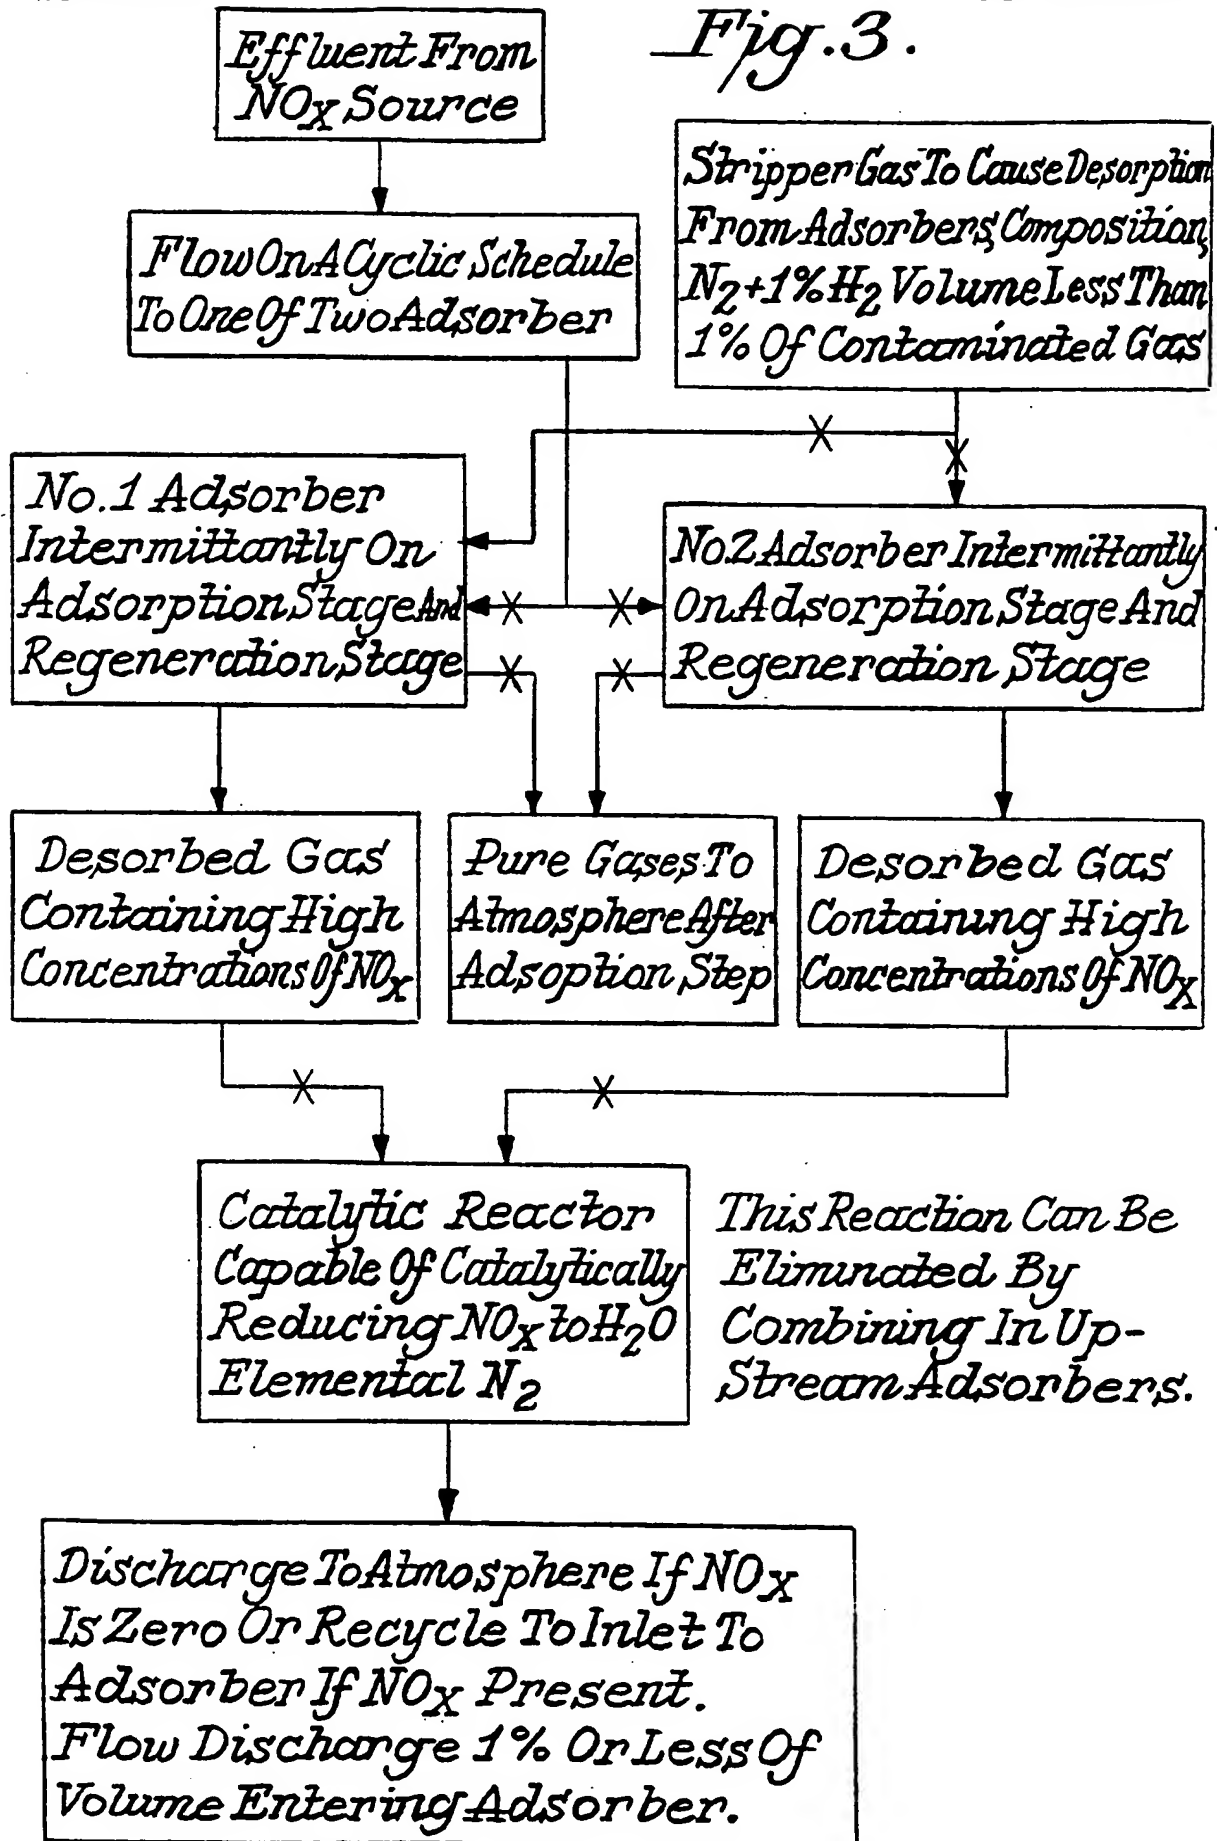 Fig.3.
Effluent From
NOx Source
Stripper Gas To Cause Desorption
From Adsorbers, Composition,
N2+1% H2 Volume Less Than
1% Of Contaminated Gas
Flow On A Cyclic Schedule
To One Of Two Adsorber
No.1 Adsorber
Intermittantly On
Adsorption Stage And
Regeneration Stage
No.2 Adsorber Intermittantly
On Adsorption Stage And
Regeneration Stage
Desorbed Gas
Containing High
Concentrations Of NOx
Pure Gases To
Atmosphere After
Adsoption Step
Desorbed Gas
Containing High
Concentrations Of NOx
Catalytic Reactor
Capable Of Catalytically
Reducing NOx to H2O
Elemental N2
This Reaction Can Be
Eliminated By
Combining In Up-
Stream Adsorbers.
Discharge To Atmosphere If NOx
Is Zero Or Recycle To Inlet To
Adsorber If NOx Present.
Flow Discharge 1% Or Less Of
Volume Entering Adsorber.